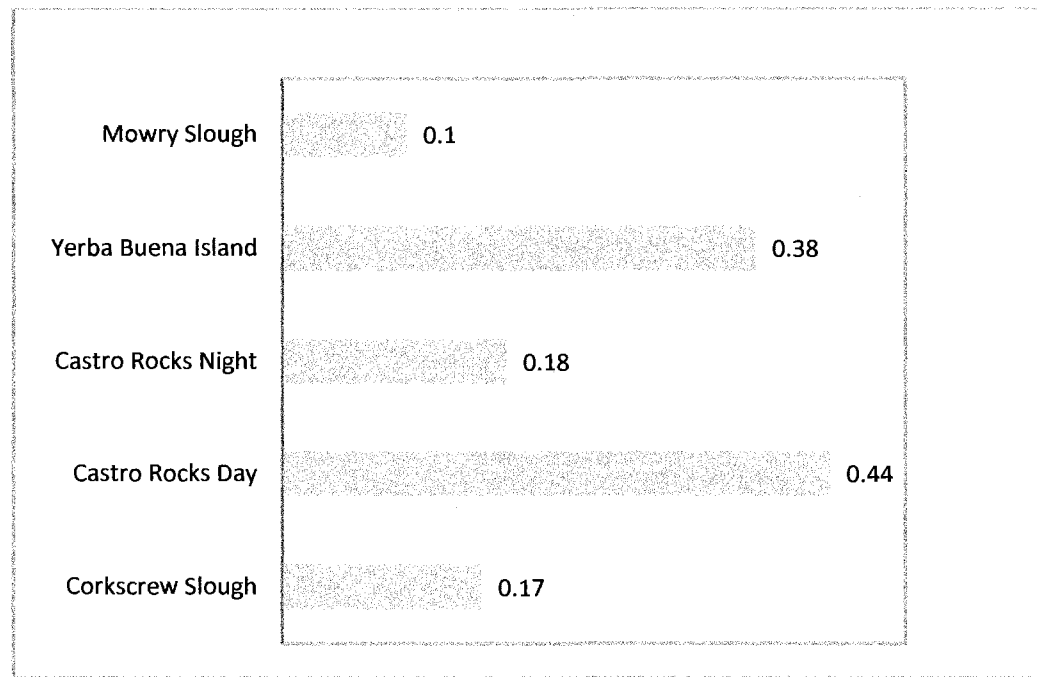 Mowry Slough 0.1
Yerba Buena Island 0.38
Castro Rocks Night 0.18
Castro Rocks Day 0.44
Corkscrew Slough 0.17